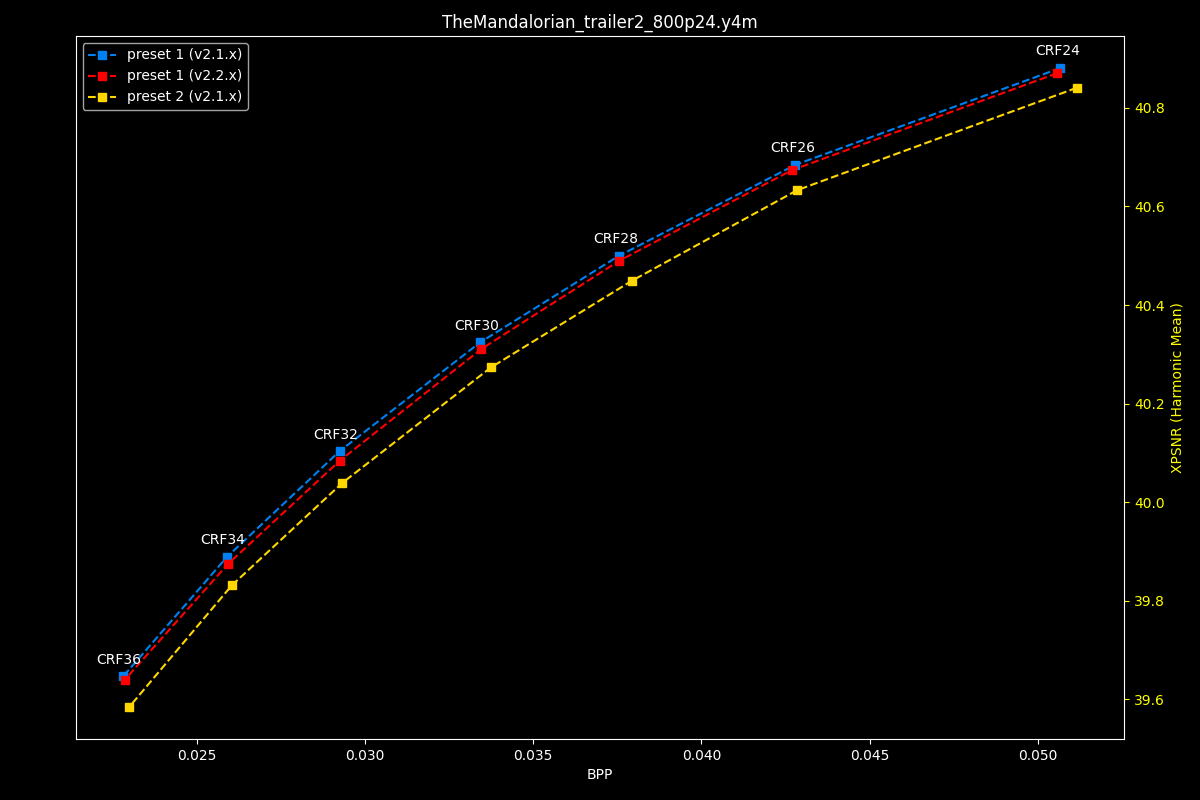 TheMandalorian_trailer2_800p24.y4m
preset 1 (v2.1.x)
preset 1 (v2.2.x)
preset 2 (v2.1.x)
CRF24
CRF26
CRF28
CRF30
CRF32
CRF34
CRF36
40.8
40.6
40.4
40.2
40.0
39.8
39.6
XPSNR (Harmonic Mean)
0.025
0.030
0.035
0.040
0.045
0.050
BPP